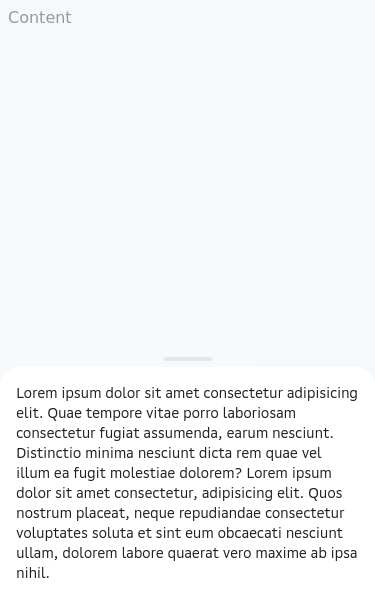 Content
Lorem ipsum dolor sit amet consectetur adipisicing
elit. Quae tempore vitae porro laboriosam
consectetur fugiat assumenda, earum nesciunt.
Distinctio minima nesciunt dicta rem quae vel
illum ea fugit molestiae dolorem? Lorem ipsum
dolor sit amet consectetur, adipisicing elit. Quos
nostrum placeat, neque repudiandae consectetur
voluptates soluta et sint eum obcaecati nesciunt
ullam, dolorem labore quaerat vero maxime ab ipsa
nihil.